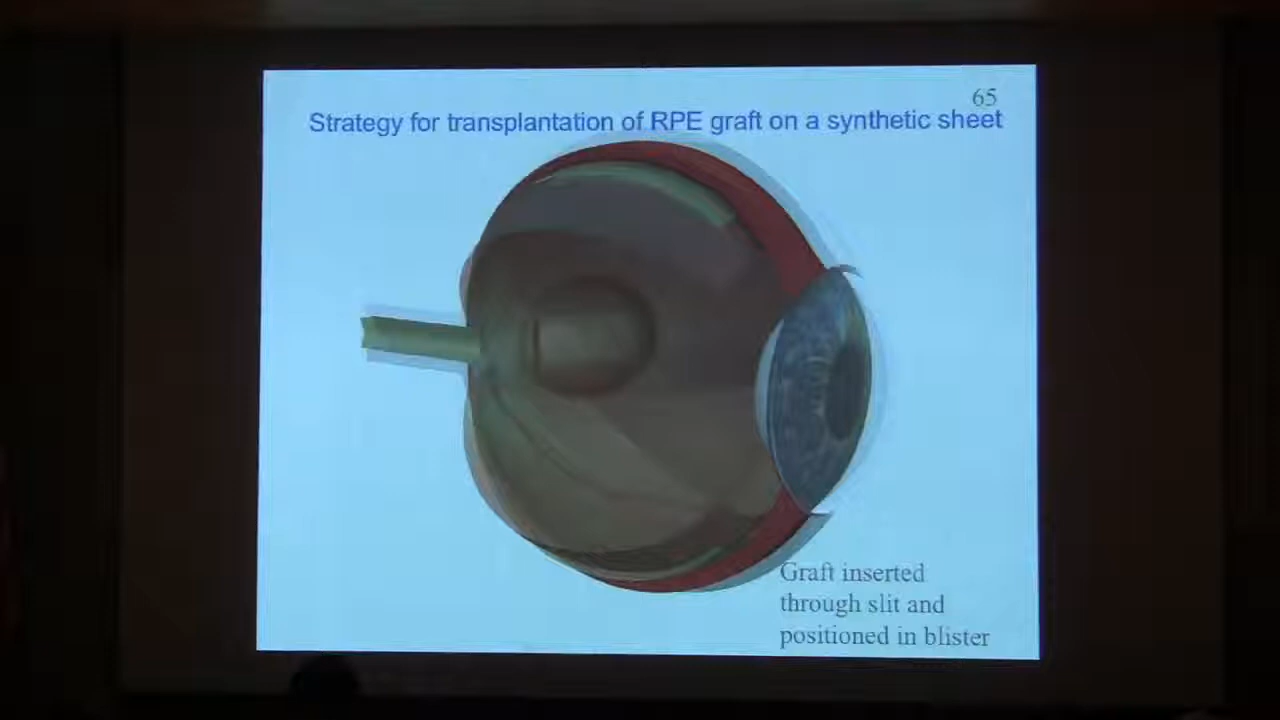 65
Strategy for transplantation of RPE graft on a synthetic sheet
Graft inserted
through slit and
positioned in blister